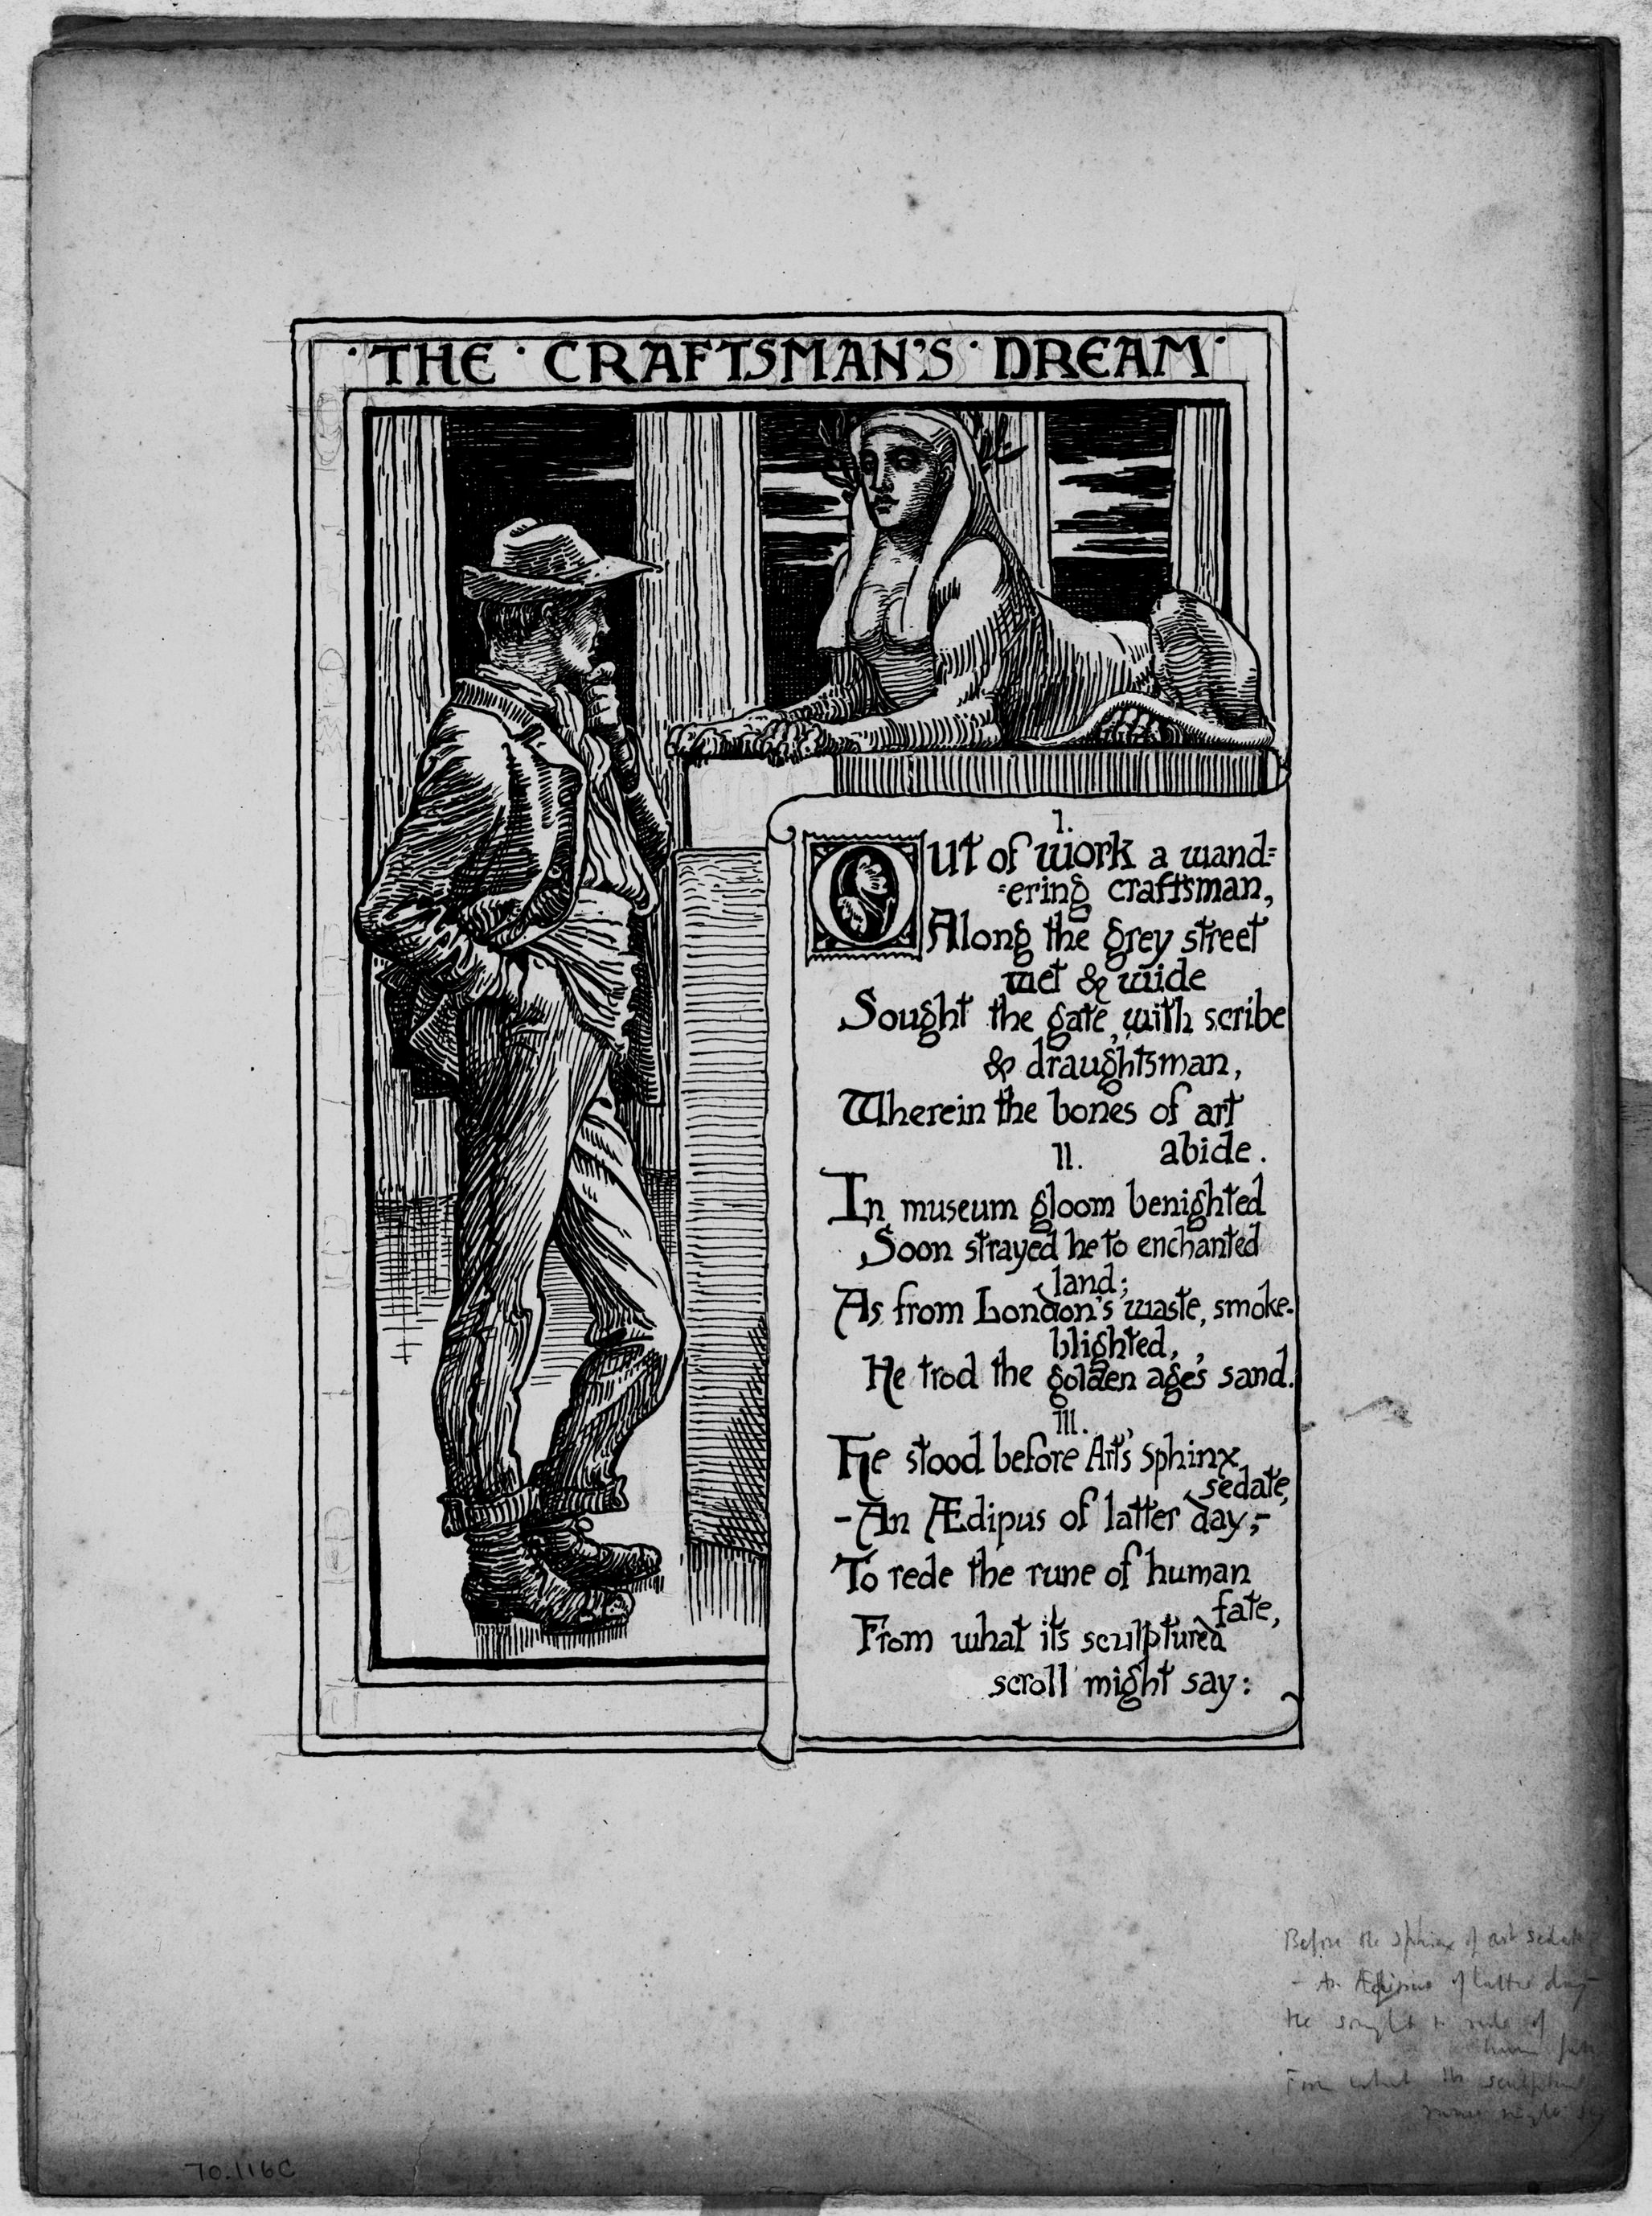 · THE · CRAFTSMAN'S · DREAM ·
I.
Out of work a wand=
=ering craftsman,
Along the grey street
wet & wide
Sought the gate, with scribe
& draughtsman,
Wherein the bones of art
abide.
II.
In museum gloom benighted
Soon strayed he to enchanted
land;
As from London's waste, smoke-
blighted,
He trod the golden age's sand.
III.
He stood before Art's sphinx
sedate,
- An Ædipus of latter day,-
To rede the rune of human
fate,
From what its sculptured
scroll might say:
Before the sphinx of art sedate
- An Ædipus of latter day -
He sought to rede of
human fate
From what its sculptured
might say
70.116C